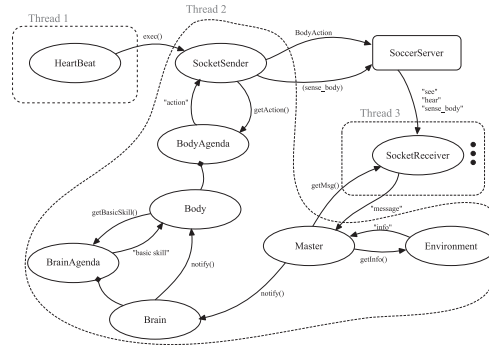 Thread 1
Thread 2
exec()
BodyAction
HeartBeat
SocketSender
SoccerServer
(sense_body)
"action"
getAction()
"see"
"hear"
"sense_body"
Thread 3
BodyAgenda
SocketReceiver
getMsg()
Body
"message"
getBasicSkill()
"info"
BrainAgenda
"basic skill"
notify()
Master
Environment
getInfo()
notify()
Brain